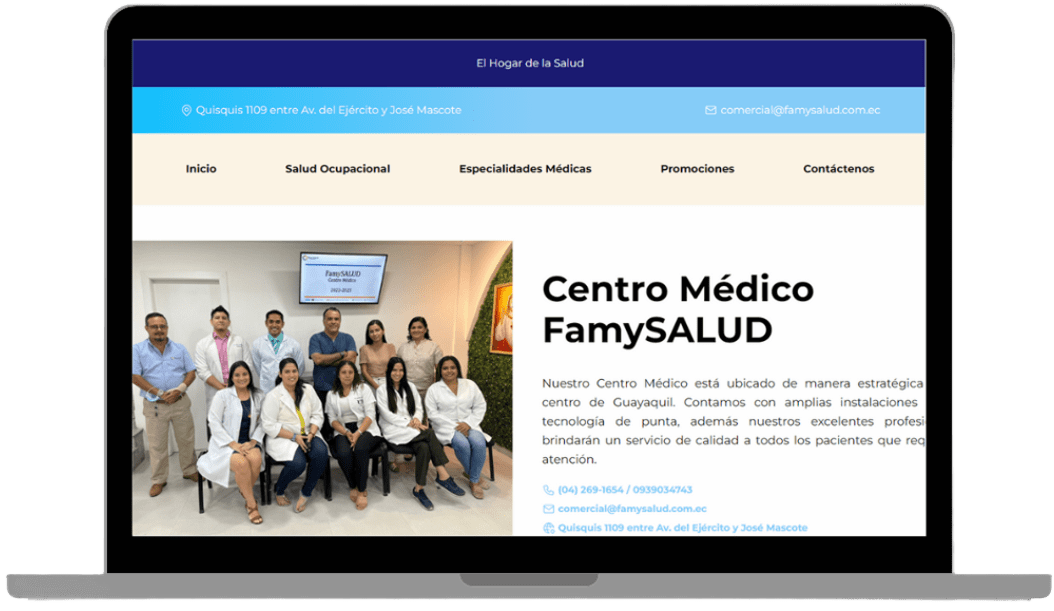 El Hogar de la Salud
Quisquis 1109 entre Av. del Ejército y José Mascote
comercial@famysalud.com.ec
Inicio
Salud Ocupacional
Especialidades Médicas
Promociones
Contáctenos
FamySALUD
Centro Médico
2021-2022
Centro Médico
FamySALUD
Nuestro Centro Médico está ubicado de manera estratégica
centro de Guayaquil. Contamos con amplias instalaciones
tecnología de punta, además nuestros excelentes profesi
brindarán un servicio de calidad a todos los pacientes que req
atención.
(04) 269-1654 / 0939034743
comercial@famysalud.com.ec
Quisquis 1109 entre Av. del Ejército y José Mascote